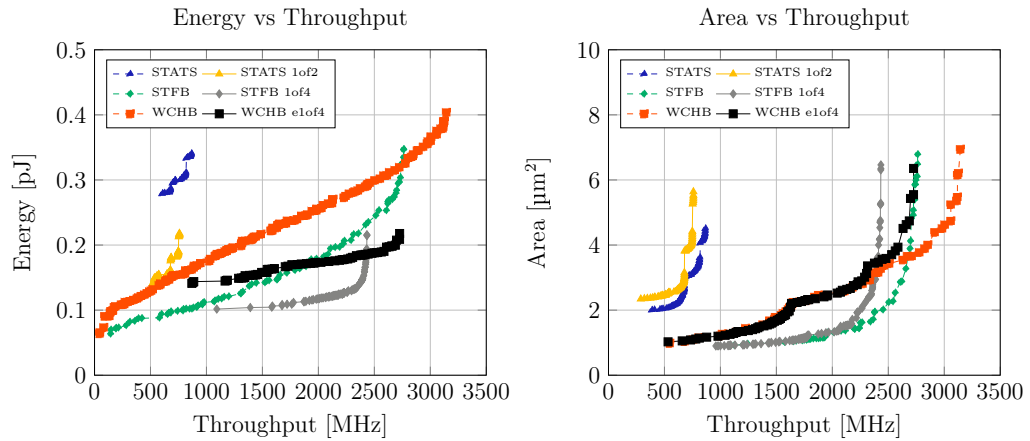 Energy vs Throughput
0.5
0.4
0.3
0.2
0.1
0
Energy [pJ]
STATS STATS 1of2
STFB STFB 1of4
WCHB WCHB e1of4
0 500 1000 1500 2000 2500 3000 3500
Throughput [MHz]
Area vs Throughput
10
8
6
4
2
0
Area [µm²]
STATS STATS 1of2
STFB STFB 1of4
WCHB WCHB e1of4
0 500 1000 1500 2000 2500 3000 3500
Throughput [MHz]